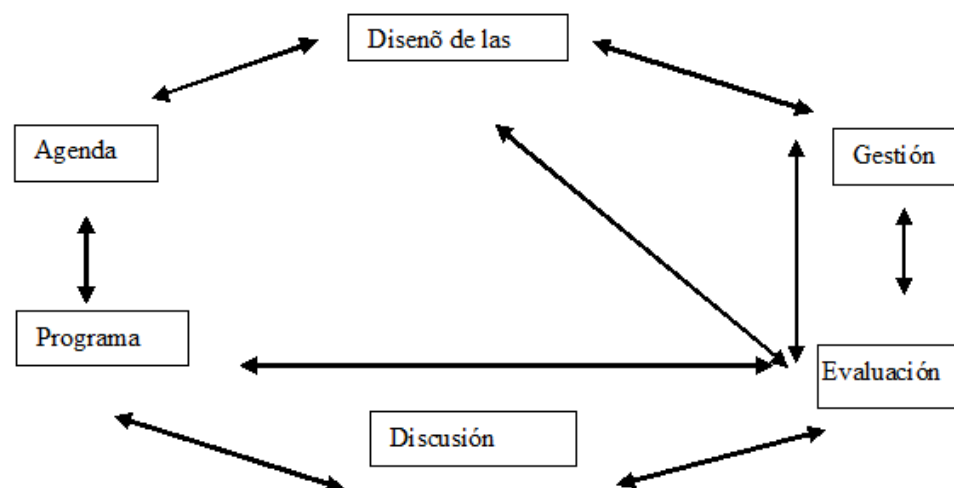 Disenõ de las
Agenda
Gestión
Programa
Evaluación
Discusión